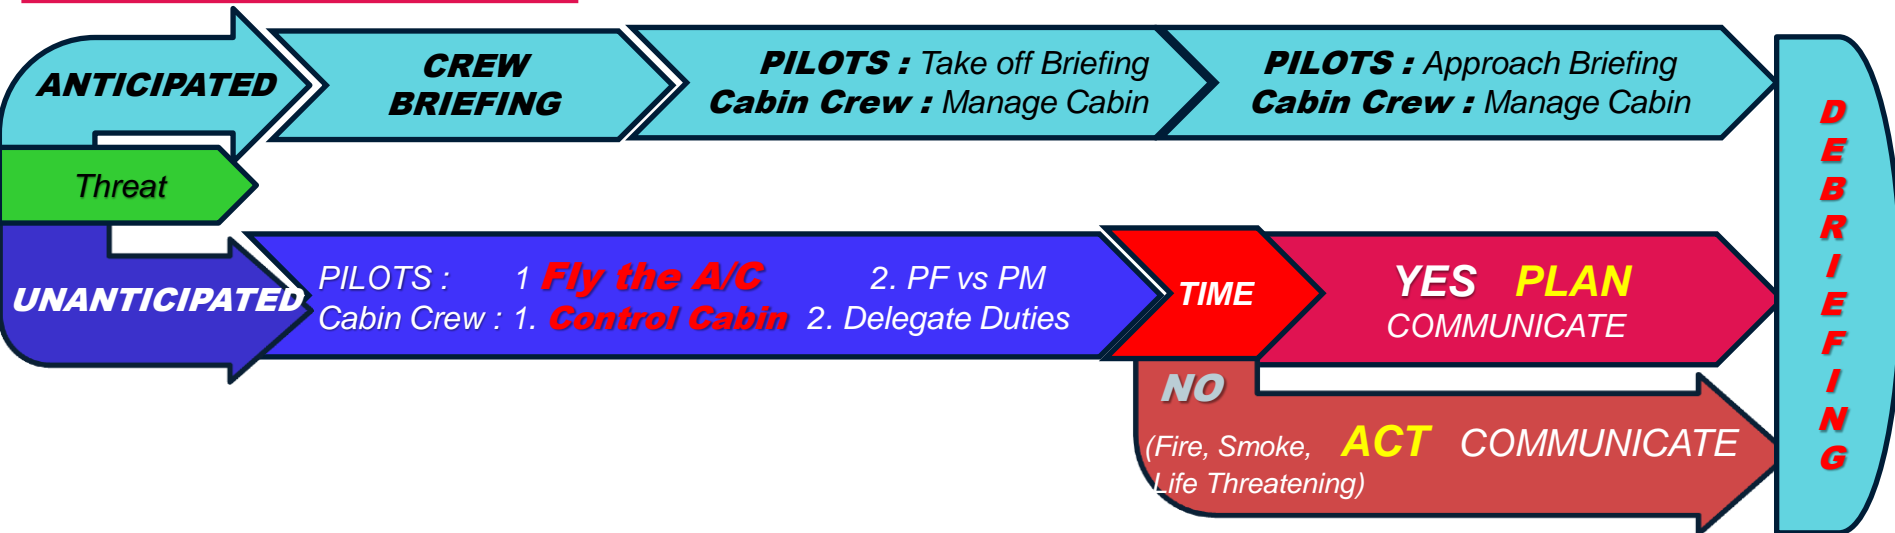 ANTICIPATED
CREW
BRIEFING
PILOTS : Take off Briefing
Cabin Crew : Manage Cabin
PILOTS : Approach Briefing
Cabin Crew : Manage Cabin
Threat
UNANTICIPATED
PILOTS : 1 Fly the A/C 2. PF vs PM
Cabin Crew : 1. Control Cabin 2. Delegate Duties
TIME
YES PLAN
COMMUNICATE
NO
(Fire, Smoke, ACT COMMUNICATE
Life Threatening)
D
E
B
R
I
E
F
I
N
G